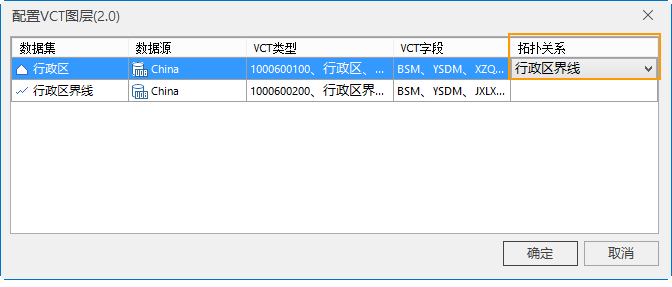 配置VCT图层(2.0)
数据集 数据源 VCT类型 VCT字段 拓扑关系
行政区 China 1000600100、行政区、... BSM、YSDM、XZQ... 行政区界线
行政区界线 China 1000600200、行政区界... BSM、YSDM、JXLX...
确定 取消